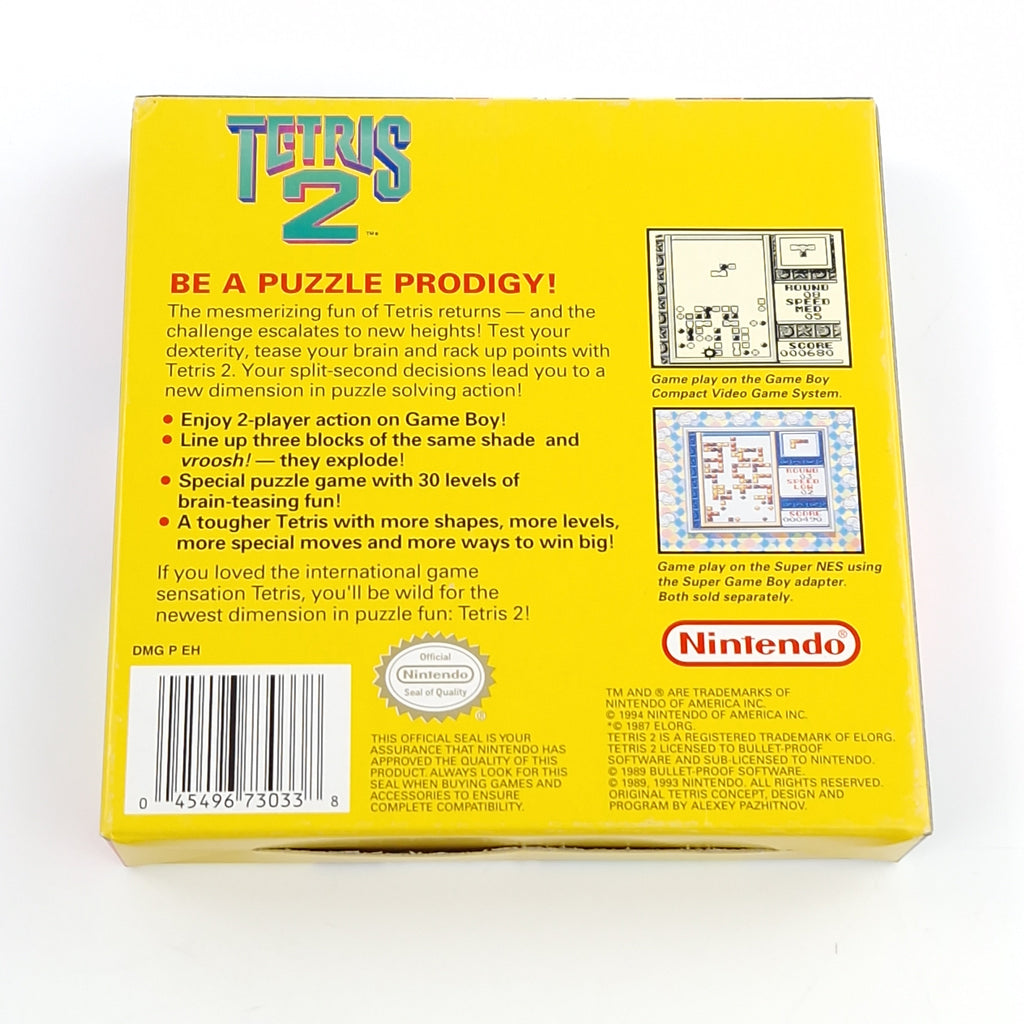 TETRIS
2
™*
BE A PUZZLE PRODIGY!
The mesmerizing fun of Tetris returns — and the
challenge escalates to new heights! Test your
dexterity, tease your brain and rack up points with
Tetris 2. Your split-second decisions lead you to a
new dimension in puzzle solving action!
• Enjoy 2-player action on Game Boy!
• Line up three blocks of the same shade and
vroosh! — they explode!
• Special puzzle game with 30 levels of
brain-teasing fun!
• A tougher Tetris with more shapes, more levels,
more special moves and more ways to win big!
If you loved the international game
sensation Tetris, you'll be wild for the
newest dimension in puzzle fun: Tetris 2!
ROUND
08
SPEED
MED
05
SCORE
000680
Game play on the Game Boy
Compact Video Game System.
ROUND
03
SPEED
LOW
02
SCORE
000490
Game play on the Super NES using
the Super Game Boy adapter.
Both sold separately.
Nintendo®
DMG P EH
0 45496 73033 8
Official
Nintendo
Seal of Quality
®
THIS OFFICIAL SEAL IS YOUR
ASSURANCE THAT NINTENDO HAS
APPROVED THE QUALITY OF THIS
PRODUCT. ALWAYS LOOK FOR THIS
SEAL WHEN BUYING GAMES AND
ACCESSORIES TO ENSURE
COMPLETE COMPATIBILITY.
TM AND ® ARE TRADEMARKS OF
NINTENDO OF AMERICA INC.
© 1994 NINTENDO OF AMERICA INC.
*© 1987 ELORG.
TETRIS 2 IS A REGISTERED TRADEMARK OF ELORG.
TETRIS 2 LICENSED TO BULLET-PROOF
SOFTWARE AND SUB-LICENSED TO NINTENDO.
© 1989 BULLET-PROOF SOFTWARE.
© 1989, 1993 NINTENDO. ALL RIGHTS RESERVED.
ORIGINAL TETRIS CONCEPT, DESIGN AND
PROGRAM BY ALEXEY PAZHITNOV.